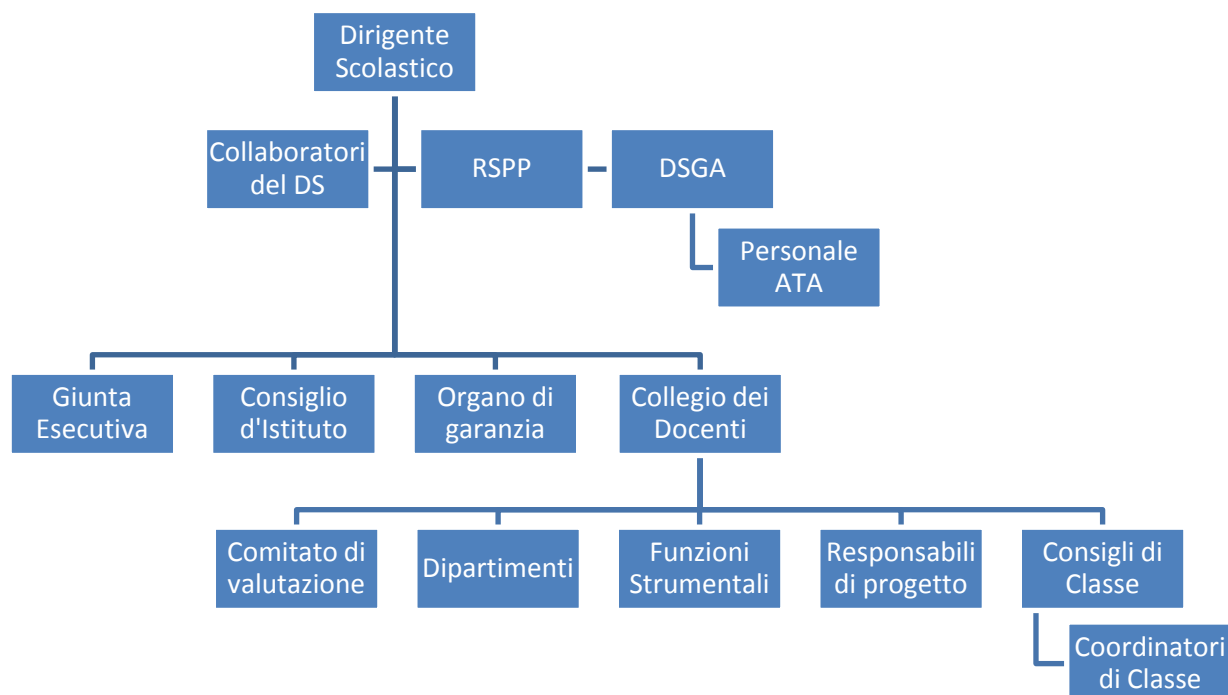 Dirigente
Scolastico
Collaboratori
del DS
RSPP
DSGA
Personale
ATA
Giunta
Esecutiva
Consiglio
d'Istituto
Organo di
garanzia
Collegio dei
Docenti
Comitato di
valutazione
Dipartimenti
Funzioni
Strumentali
Responsabili
di progetto
Consigli di
Classe
Coordinatori
di Classe